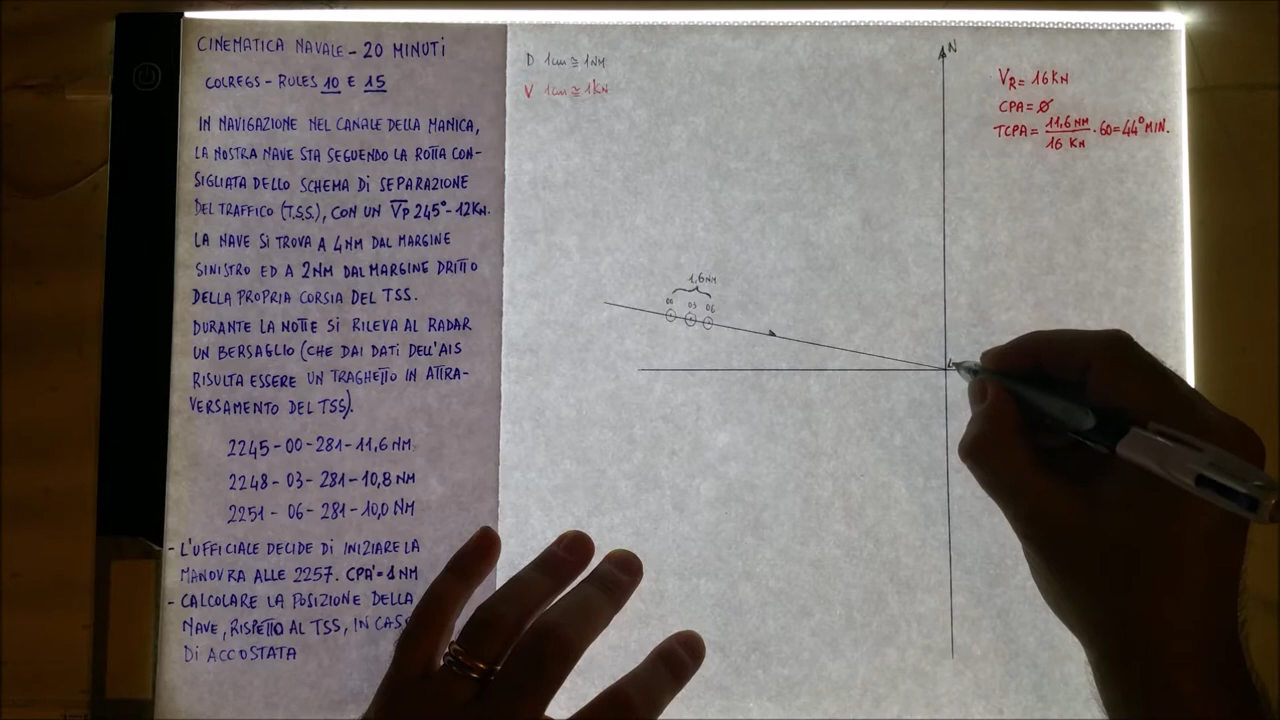 CINEMATICA NAVALE - 20 MINUTI
COLREGS - RULES 10 E 15
IN NAVIGAZIONE NEL CANALE DELLA MANICA,
LA NOSTRA NAVE STA SEGUENDO LA ROTTA CON-
SIGLIATA DELLO SCHEMA DI SEPARAZIONE
DEL TRAFFICO (T.S.S.), CON UN Vp 245° - 12KN.
LA NAVE SI TROVA A 4NM DAL MARGINE
SINISTRO ED A 2NM DAL MARGINE DRITTO
DELLA PROPRIA CORSIA DEL TSS.
DURANTE LA NOTTE SI RILEVA AL RADAR
UN BERSAGLIO (CHE DAI DATI DELL'AIS
RISULTA ESSERE UN TRAGHETTO IN ATTRA-
VERSAMENTO DEL TSS).
2245 - 00 - 281 - 11,6 NM
2248 - 03 - 281 - 10,8 NM
2251 - 06 - 281 - 10,0 NM
- L'UFFICIALE DECIDE DI INIZIARE LA
MANOVRA ALLE 2257. CPA' = 1 NM
- CALCOLARE LA POSIZIONE DELLA
NAVE, RISPETTO AL TSS, IN CAS
DI ACCOSTATA
D 1cm ≅ 1NM
V 1cm ≅ 1KN
N
VR = 16 KN
CPA = Ø
TCPA = 11,6 NM / 16 KN · 60 = 44° MIN.
1,6 NM
00 03 06